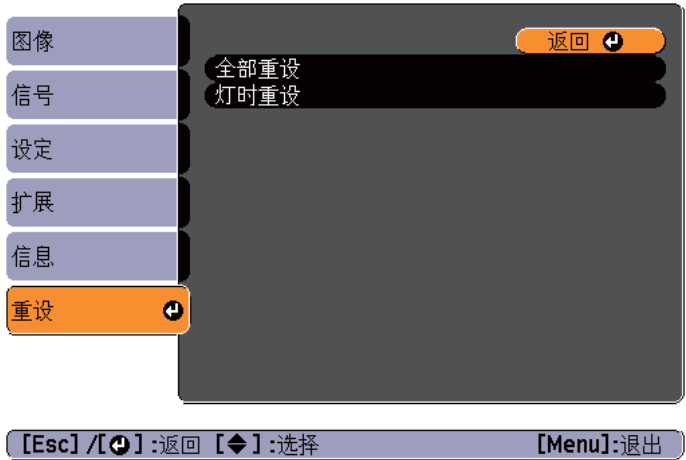 图像
信号
设定
扩展
信息
重设
返回
全部重设
灯时重设
[Esc] /[ ] :返回 [ ] :选择 [Menu]:退出